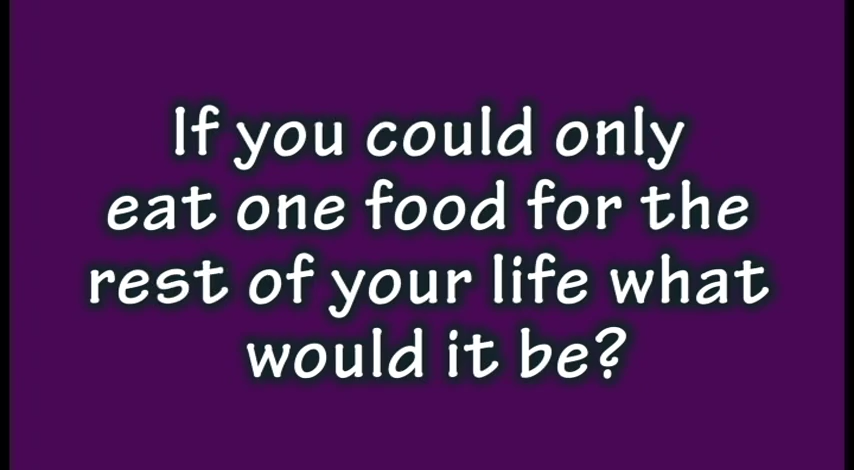 If you could only
eat one food for the
rest of your life what
would it be?